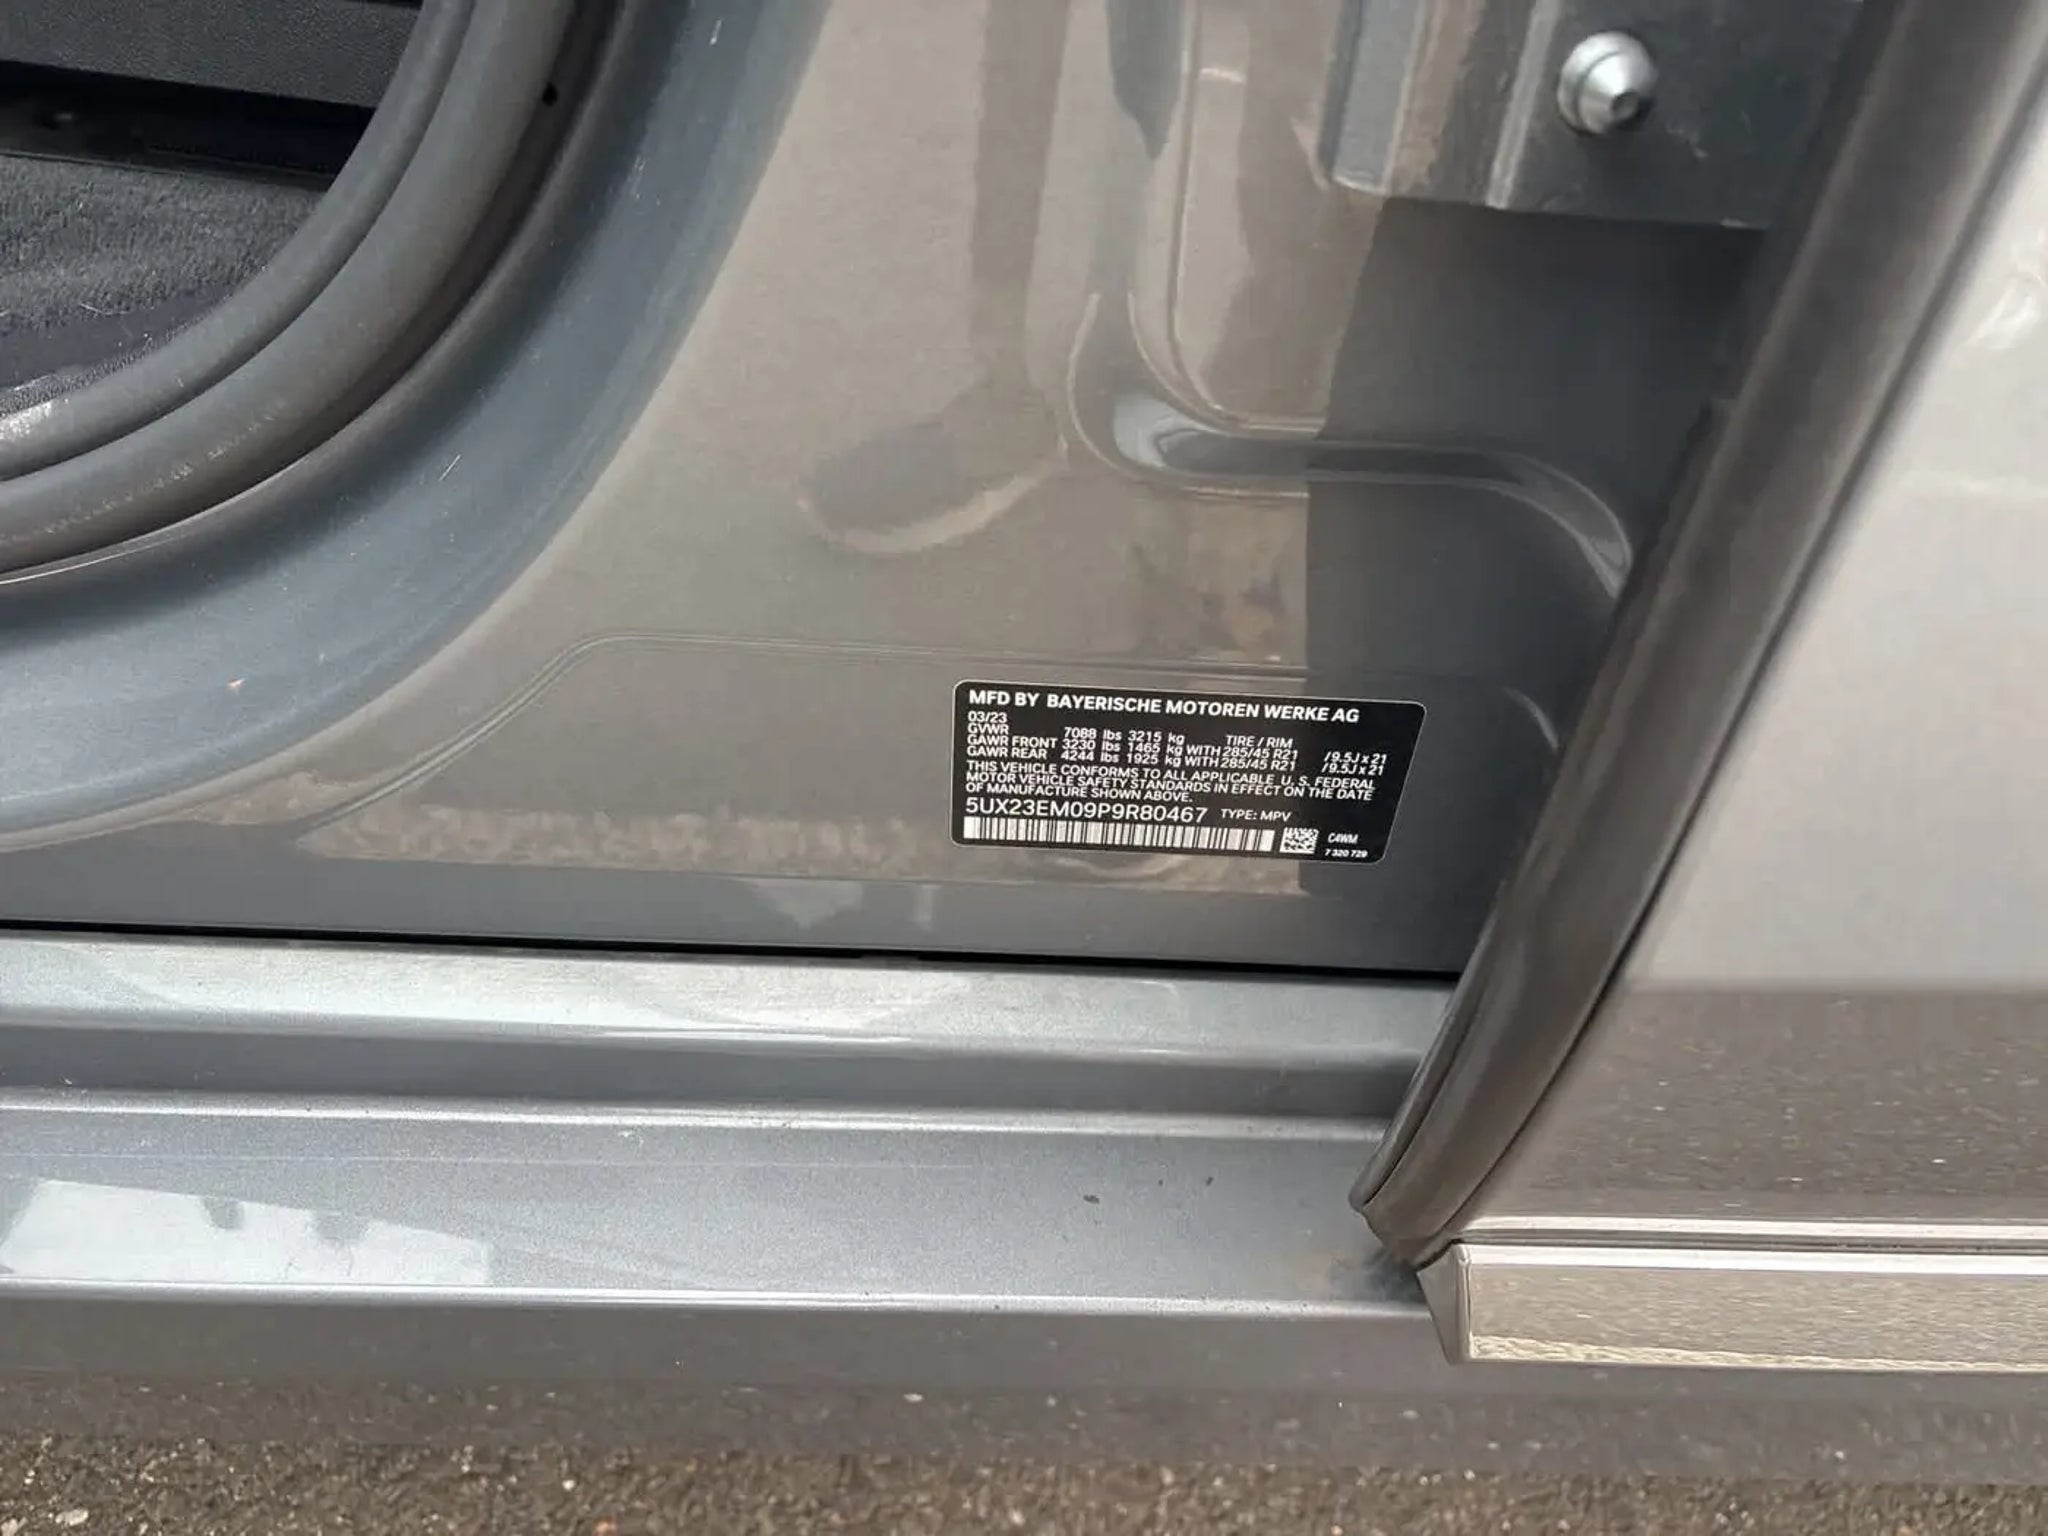 MFD BY BAYERISCHE MOTOREN WERKE AG
03/23
GVWR 7088 lbs 3215 kg TIRE / RIM
GAWR FRONT 3230 lbs 1465 kg WITH 285/45 R21 /9.5J x 21
GAWR REAR 4244 lbs 1925 kg WITH 285/45 R21 /9.5J x 21
THIS VEHICLE CONFORMS TO ALL APPLICABLE U. S. FEDERAL
MOTOR VEHICLE SAFETY STANDARDS IN EFFECT ON THE DATE
OF MANUFACTURE SHOWN ABOVE.
5UX23EM09P9R80467 TYPE: MPV
C4WM
7 320 729